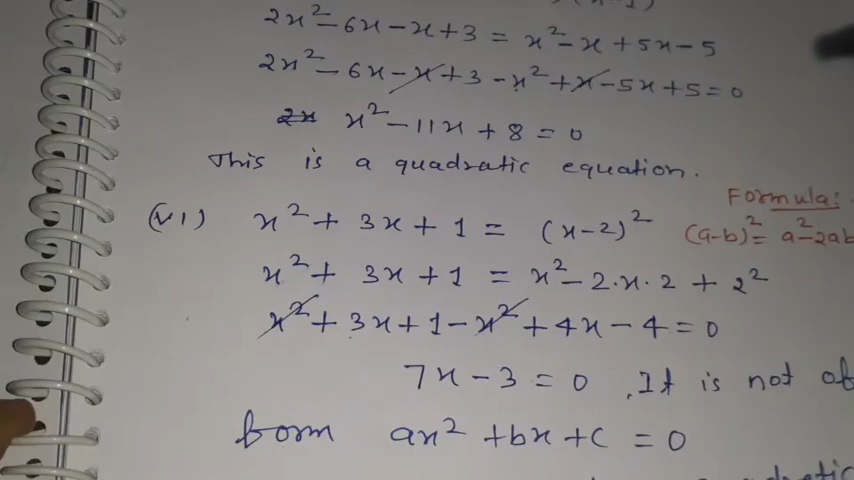 2x² - 6x - x + 3 = x² - x + 5x - 5
2x² - 6x - x + 3 - x² + x - 5x + 5 = 0
x² - 11x + 8 = 0
This is a quadratic equation.
Formula:
(vi) x² + 3x + 1 = (x-2)² (a-b)² = a² - 2ab
x² + 3x + 1 = x² - 2·x·2 + 2²
x² + 3x + 1 - x² + 4x - 4 = 0
7x - 3 = 0, It is not of
form ax² + bx + c = 0